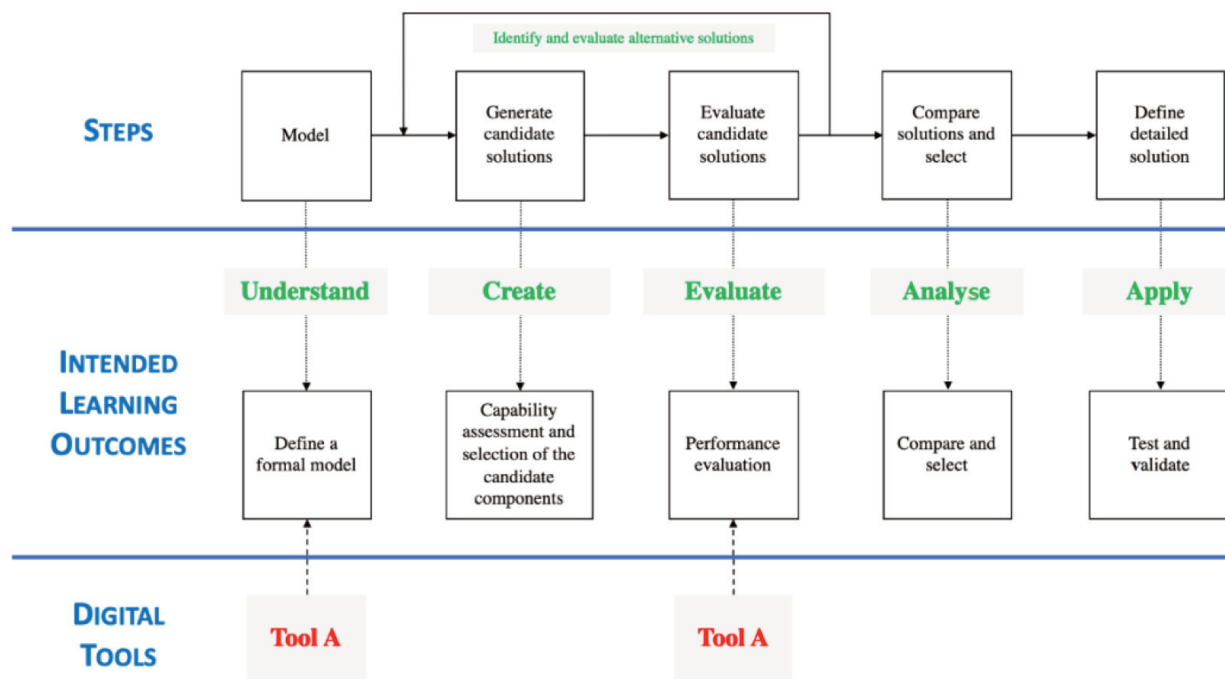 Identify and evaluate alternative solutions
STEPS
Model
Generate
candidate
solutions
Evaluate
candidate
solutions
Compare
solutions and
select
Define
detailed
solution
INTENDED
LEARNING
OUTCOMES
Understand
Create
Evaluate
Analyse
Apply
Define a
formal model
Capability
assessment and
selection of the
candidate
components
Performance
evaluation
Compare and
select
Test and
validate
DIGITAL
TOOLS
Tool A
Tool A